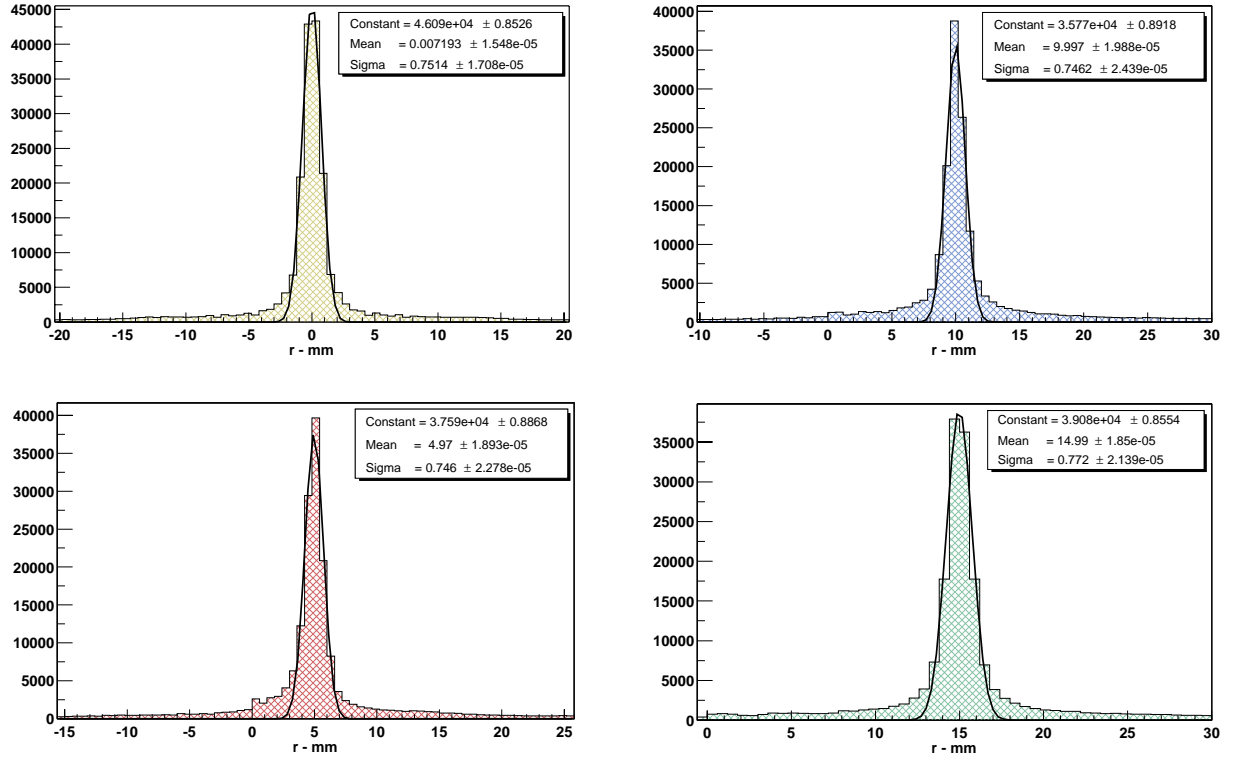 45000
40000
35000
30000
25000
20000
15000
10000
5000
0
-20 -15 -10 -5 0 5 10 15 20
r - mm
Constant = 4.609e+04 ± 0.8526
Mean = 0.007193 ± 1.548e-05
Sigma = 0.7514 ± 1.708e-05
40000
35000
30000
25000
20000
15000
10000
5000
0
-10 -5 0 5 10 15 20 25 30
r - mm
Constant = 3.577e+04 ± 0.8918
Mean = 9.997 ± 1.988e-05
Sigma = 0.7462 ± 2.439e-05
40000
35000
30000
25000
20000
15000
10000
5000
0
-15 -10 -5 0 5 10 15 20 25
r - mm
Constant = 3.759e+04 ± 0.8868
Mean = 4.97 ± 1.893e-05
Sigma = 0.746 ± 2.278e-05
35000
30000
25000
20000
15000
10000
5000
0
0 5 10 15 20 25 30
r - mm
Constant = 3.908e+04 ± 0.8554
Mean = 14.99 ± 1.85e-05
Sigma = 0.772 ± 2.139e-05